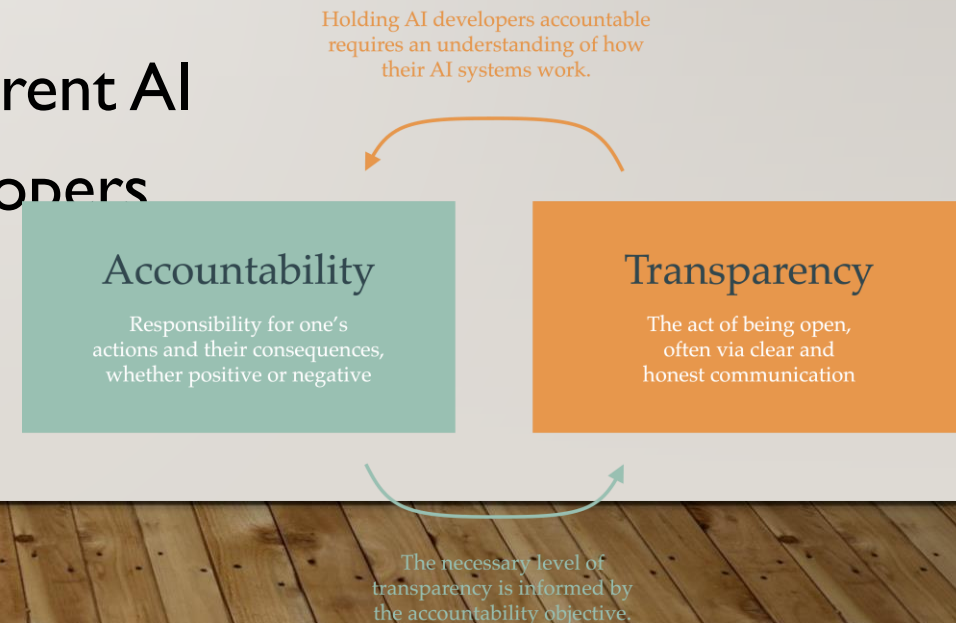 Holding AI developers accountable
requires an understanding of how
their AI systems work.
AI
Accountability
Responsibility for one's
actions and their consequences,
whether positive or negative
Transparency
The act of being open,
often via clear and
honest communication
The necessary level of
transparency is informed by
the accountability objective.